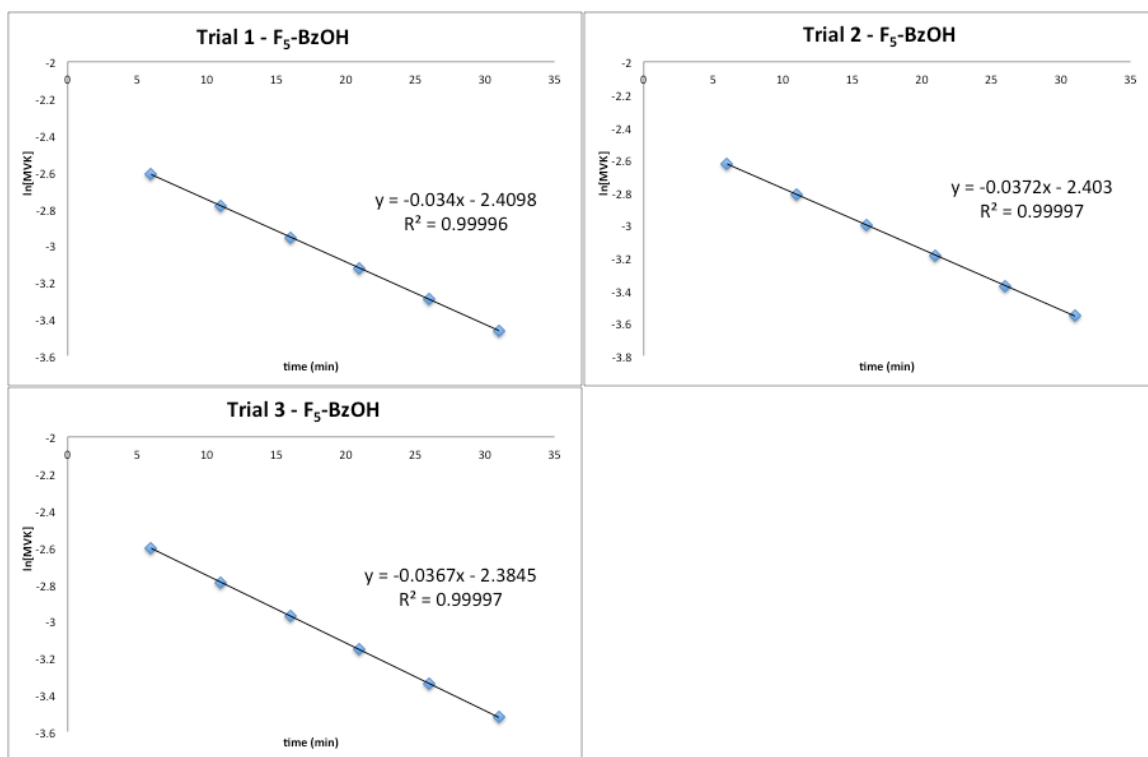 Trial 1 - F₅-BzOH
-2
0 5 10 15 20 25 30 35
-2.2
-2.4
-2.6
-2.8
-3
-3.2
-3.4
-3.6
ln[MVK]
y = -0.034x - 2.4098
R² = 0.99996
time (min)
Trial 2 - F₅-BzOH
-2
0 5 10 15 20 25 30 35
-2.2
-2.4
-2.6
-2.8
-3
-3.2
-3.4
-3.6
-3.8
ln[MVK]
y = -0.0372x - 2.403
R² = 0.99997
time (min)
Trial 3 - F₅-BzOH
-2
0 5 10 15 20 25 30 35
-2.2
-2.4
-2.6
-2.8
-3
-3.2
-3.4
-3.6
ln[MVK]
y = -0.0367x - 2.3845
R² = 0.99997
time (min)